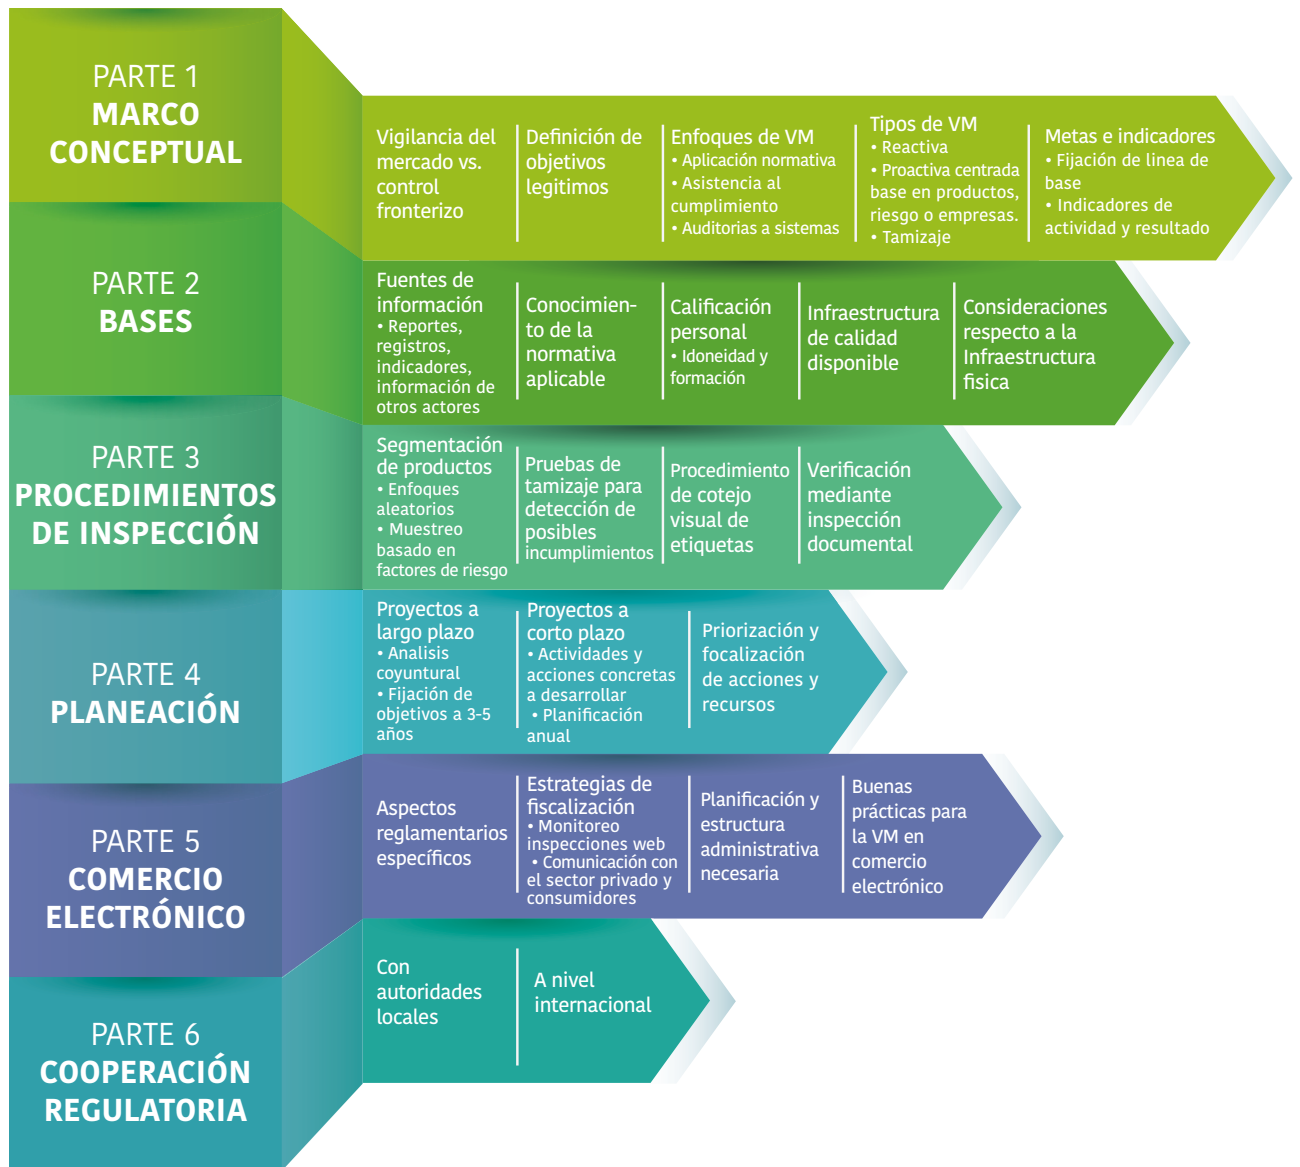 PARTE 1
MARCO
CONCEPTUAL
Vigilancia del
mercado vs.
control
fronterizo
Definición de
objetivos
legitimos
Enfoques de VM
• Aplicación normativa
• Asistencia al
cumplimiento
• Auditorias a sistemas
Tipos de VM
• Reactiva
• Proactiva centrada
base en productos,
riesgo o empresas.
• Tamizaje
Metas e indicadores
• Fijación de linea de
base
• Indicadores de
actividad y resultado
PARTE 2
BASES
Fuentes de
información
• Reportes,
registros,
indicadores,
información de
otros actores
Conocimien-
to de la
normativa
aplicable
Calificación
personal
• Idoneidad y
formación
Infraestructura
de calidad
disponible
Consideraciones
respecto a la
Infraestructura
fisica
PARTE 3
PROCEDIMIENTOS
DE INSPECCIÓN
Segmentación
de productos
• Enfoques
aleatorios
• Muestreo
basado en
factores de riesgo
Pruebas de
tamizaje para
detección de
posibles
incumplimientos
Procedimiento
de cotejo
visual de
etiquetas
Verificación
mediante
inspección
documental
PARTE 4
PLANEACIÓN
Proyectos a
largo plazo
• Analisis
coyuntural
• Fijación de
objetivos a 3-5
años
Proyectos a
corto plazo
• Actividades y
acciones concretas
a desarrollar
• Planificación
anual
Priorización y
focalización
de acciones y
recursos
PARTE 5
COMERCIO
ELECTRÓNICO
Aspectos
reglamentarios
específicos
Estrategias de
fiscalización
• Monitoreo
inspecciones web
• Comunicación con
el sector privado y
consumidores
Planificación y
estructura
administrativa
necesaria
Buenas
prácticas para
la VM en
comercio
electrónico
PARTE 6
COOPERACIÓN
REGULATORIA
Con
autoridades
locales
A nivel
internacional